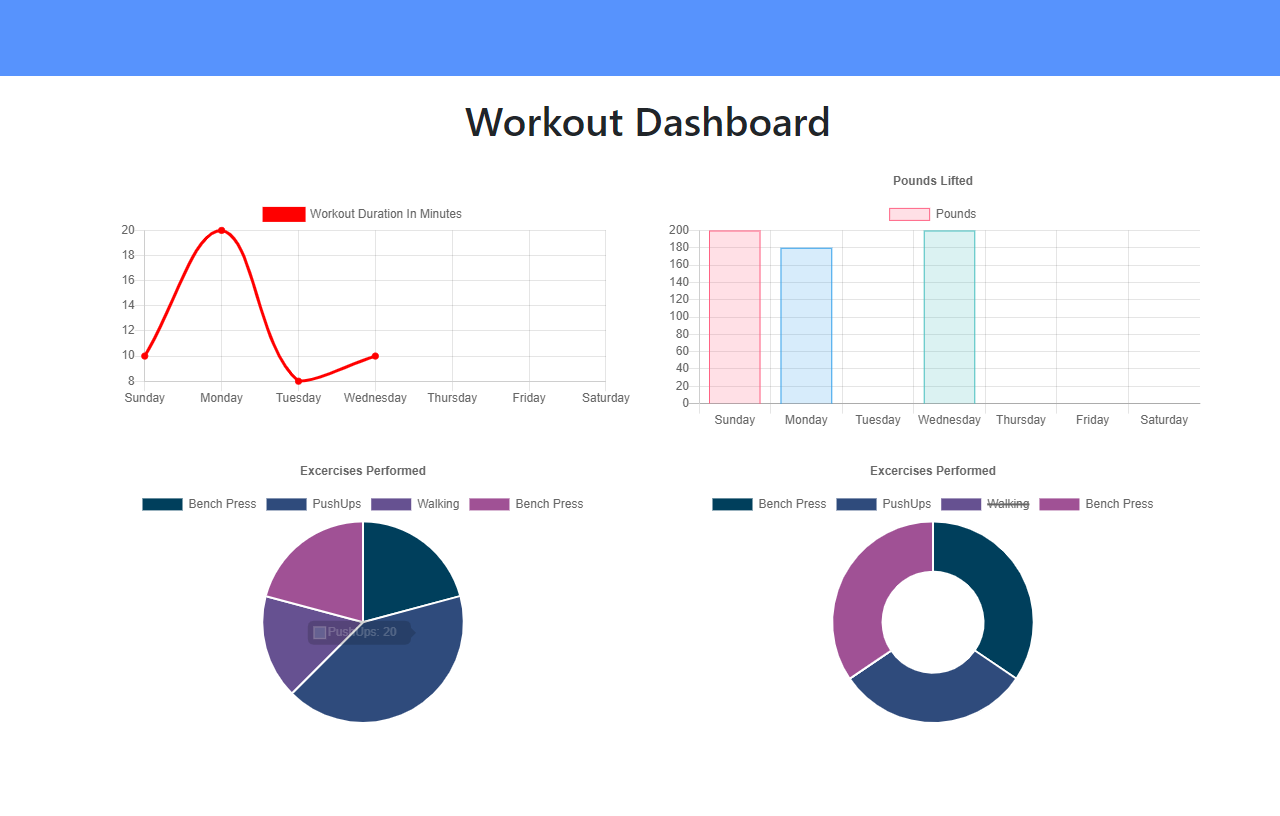 Workout Dashboard
Workout Duration In Minutes
20
18
16
14
12
10
8
Sunday Monday Tuesday Wednesday Thursday Friday Saturday
Pounds Lifted
Pounds
200
180
160
140
120
100
80
60
40
20
0
Sunday Monday Tuesday Wednesday Thursday Friday Saturday
Excercises Performed
Bench Press PushUps Walking Bench Press
PushUps: 20
Excercises Performed
Bench Press PushUps Walking Bench Press